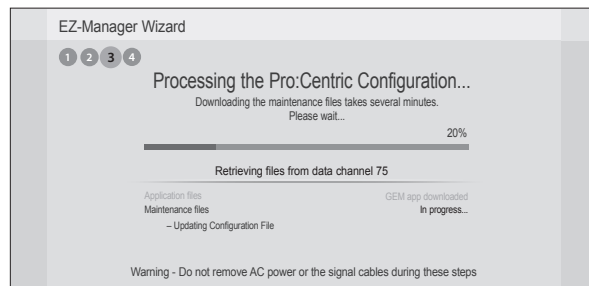 EZ-Manager Wizard
1 2 3 4
Processing the Pro:Centric Configuration...
Downloading the maintenance files takes several minutes.
Please wait...
20%
Retrieving files from data channel 75
Application files GEM app downloaded
Maintenance files In progress...
– Updating Configuration File
Warning - Do not remove AC power or the signal cables during these steps